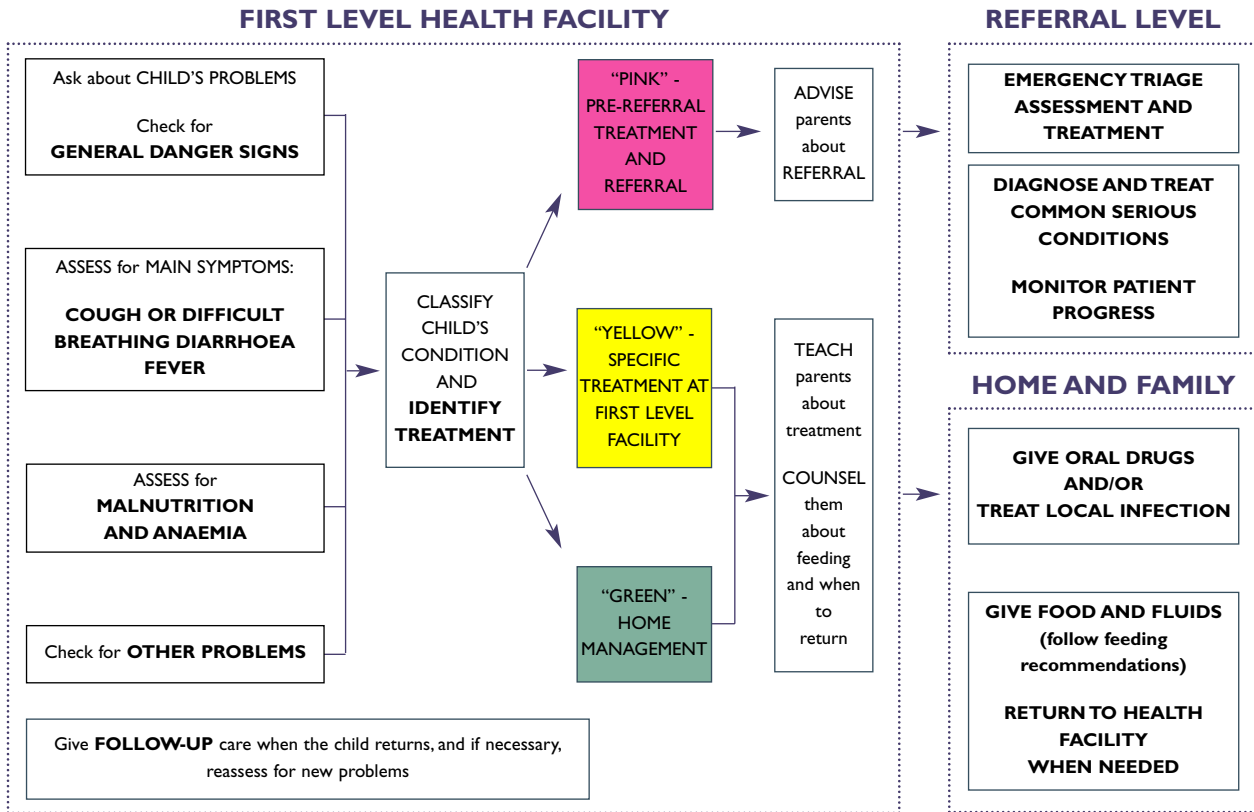 FIRST LEVEL HEALTH FACILITY
Ask about CHILD'S PROBLEMS
Check for
GENERAL DANGER SIGNS
ASSESS for MAIN SYMPTOMS:
COUGH OR DIFFICULT
BREATHING DIARRHOEA
FEVER
ASSESS for
MALNUTRITION
AND ANAEMIA
Check for OTHER PROBLEMS
CLASSIFY
CHILD'S
CONDITION
AND
IDENTIFY
TREATMENT
“PINK” -
PRE-REFERRAL
TREATMENT
AND
REFERRAL
ADVISE
parents
about
REFERRAL
“YELLOW” -
SPECIFIC
TREATMENT AT
FIRST LEVEL
FACILITY
“GREEN” -
HOME
MANAGEMENT
TEACH
parents
about
treatment
COUNSEL
them
about
feeding
and when
to
return
Give FOLLOW-UP care when the child returns, and if necessary,
reassess for new problems
REFERRAL LEVEL
EMERGENCY TRIAGE
ASSESSMENT AND
TREATMENT
DIAGNOSE AND TREAT
COMMON SERIOUS
CONDITIONS
MONITOR PATIENT
PROGRESS
HOME AND FAMILY
GIVE ORAL DRUGS
AND/OR
TREAT LOCAL INFECTION
GIVE FOOD AND FLUIDS
(follow feeding
recommendations)
RETURN TO HEALTH
FACILITY
WHEN NEEDED